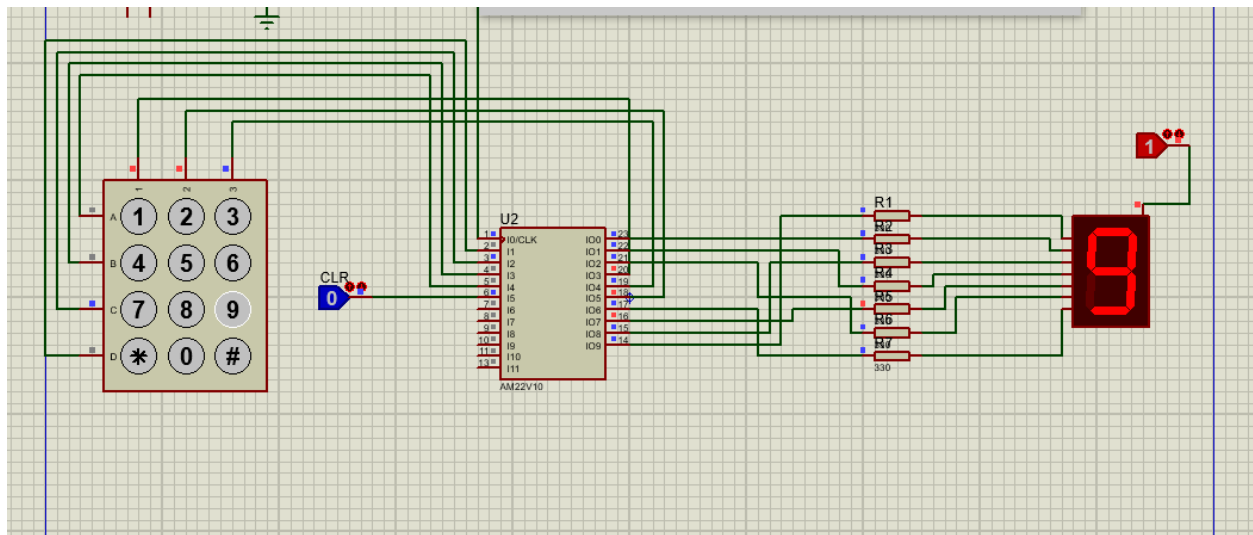 1
U2
R1
R2
R3
R4
R5
R6
R7
330
CLR
0
1 2 3
A 1 2 3
B 4 5 6
C 7 8 9
D * 0 #
1 I0/CLK IO0 23
2 I1 IO1 22
3 I2 IO2 21
4 I3 IO3 20
5 I4 IO4 19
6 I5 IO5 18
7 I6 IO6 17
8 I7 IO7 16
9 I8 IO8 15
10 I9 IO9 14
11 I10
13 I11
AM22V10
9